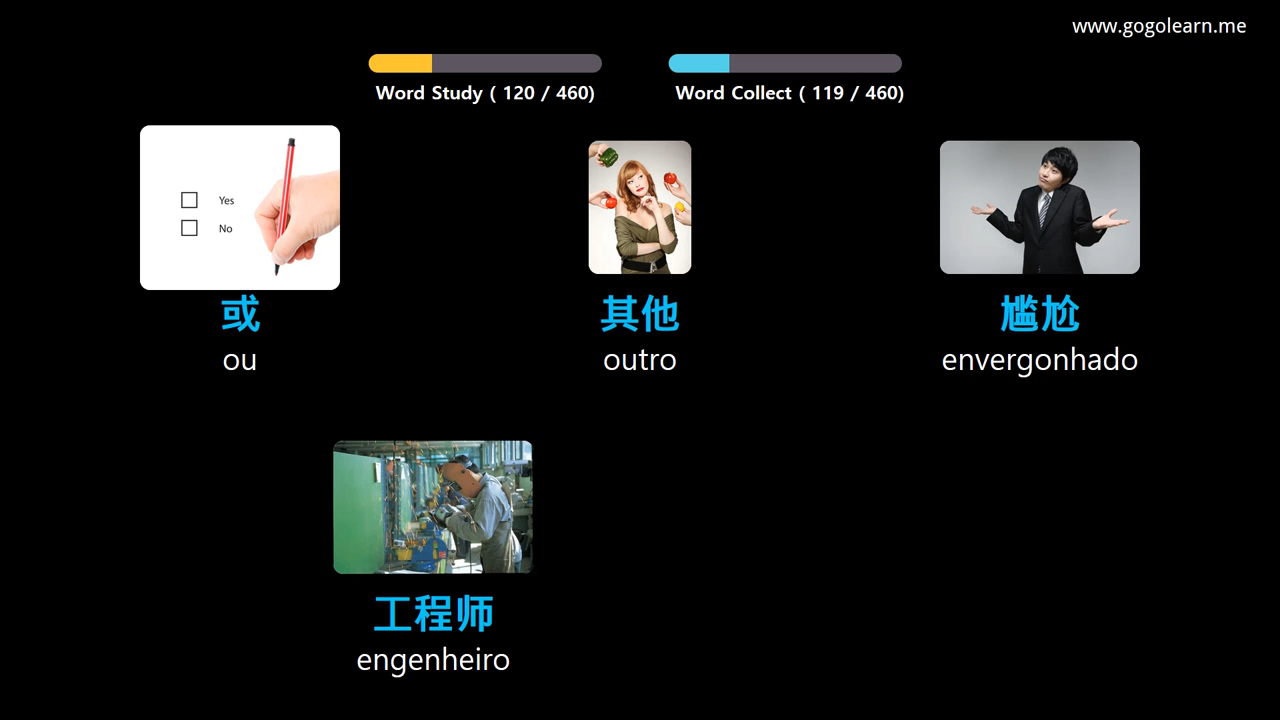 www.gogolearn.me
Word Study ( 120 / 460)
Word Collect ( 119 / 460)
Yes
No
或
ou
其他
outro
尴尬
envergonhado
工程师
engenheiro